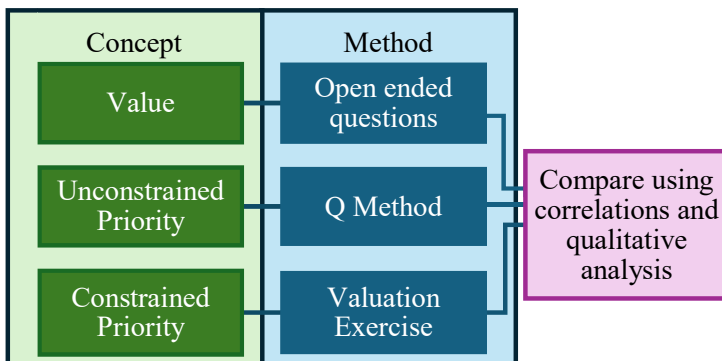 Concept
Method
Value
Open ended
questions
Unconstrained
Priority
Q Method
Compare using
correlations and
qualitative
analysis
Constrained
Priority
Valuation
Exercise